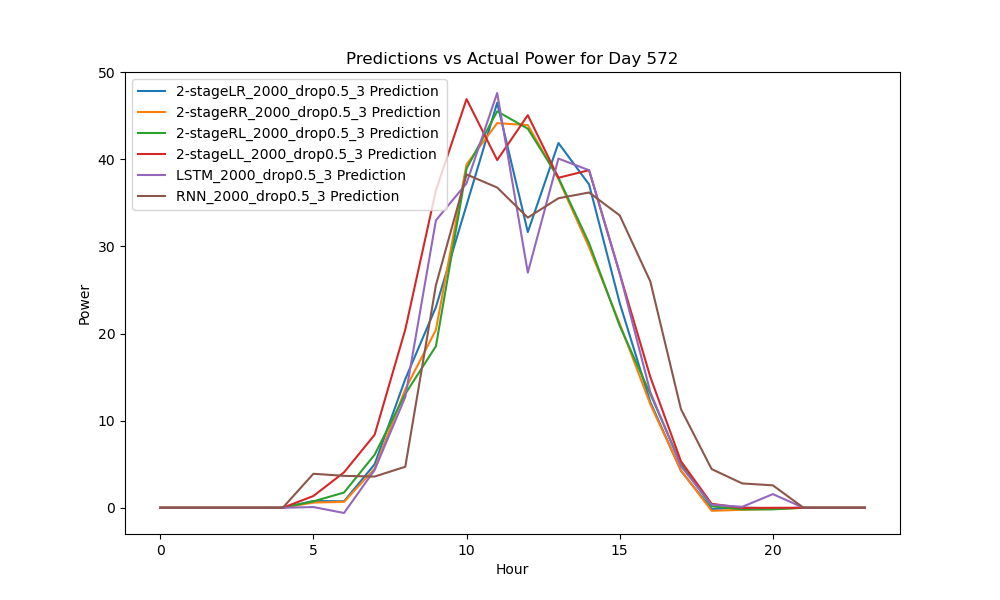 Predictions vs Actual Power for Day 572
2-stageLR_2000_drop0.5_3 Prediction
2-stageRR_2000_drop0.5_3 Prediction
2-stageRL_2000_drop0.5_3 Prediction
2-stageLL_2000_drop0.5_3 Prediction
LSTM_2000_drop0.5_3 Prediction
RNN_2000_drop0.5_3 Prediction
50
40
30
20
10
0
Power
0 5 10 15 20
Hour